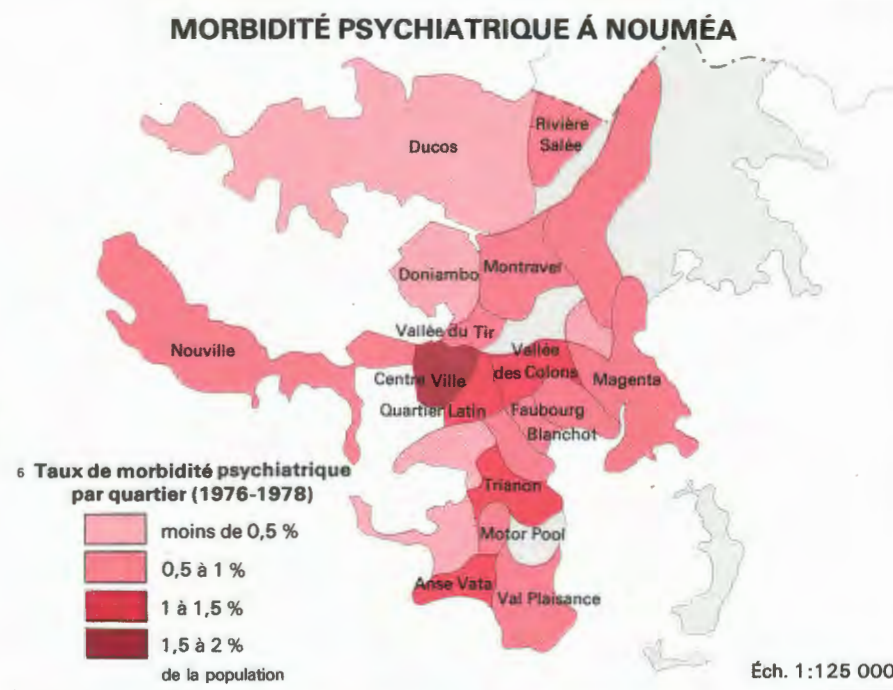 MORBIDITÉ PSYCHIATRIQUE Á NOUMÉA
Ducos
Rivière
Salée
Doniambo
Montravel
Vallée du Tir
Nouville
Centre Ville
Vallée
des Colons
Magenta
Quartier Latin
Faubourg
Blanchot
Trianon
Motor Pool
Anse Vata
Val Plaisance
6 Taux de morbidité psychiatrique
par quartier (1976-1978)
moins de 0,5 %
0,5 à 1 %
1 à 1,5 %
1,5 à 2 %
de la population
Éch. 1:125 000